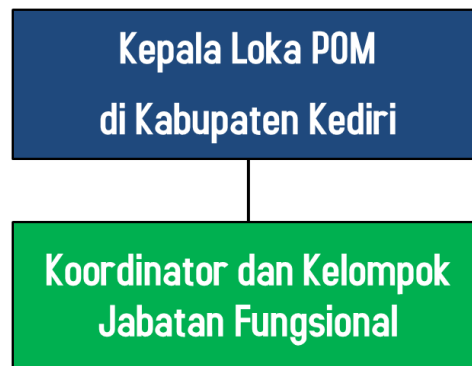 Kepala Loka POM
di Kabupaten Kediri
Koordinator dan Kelompok
Jabatan Fungsional